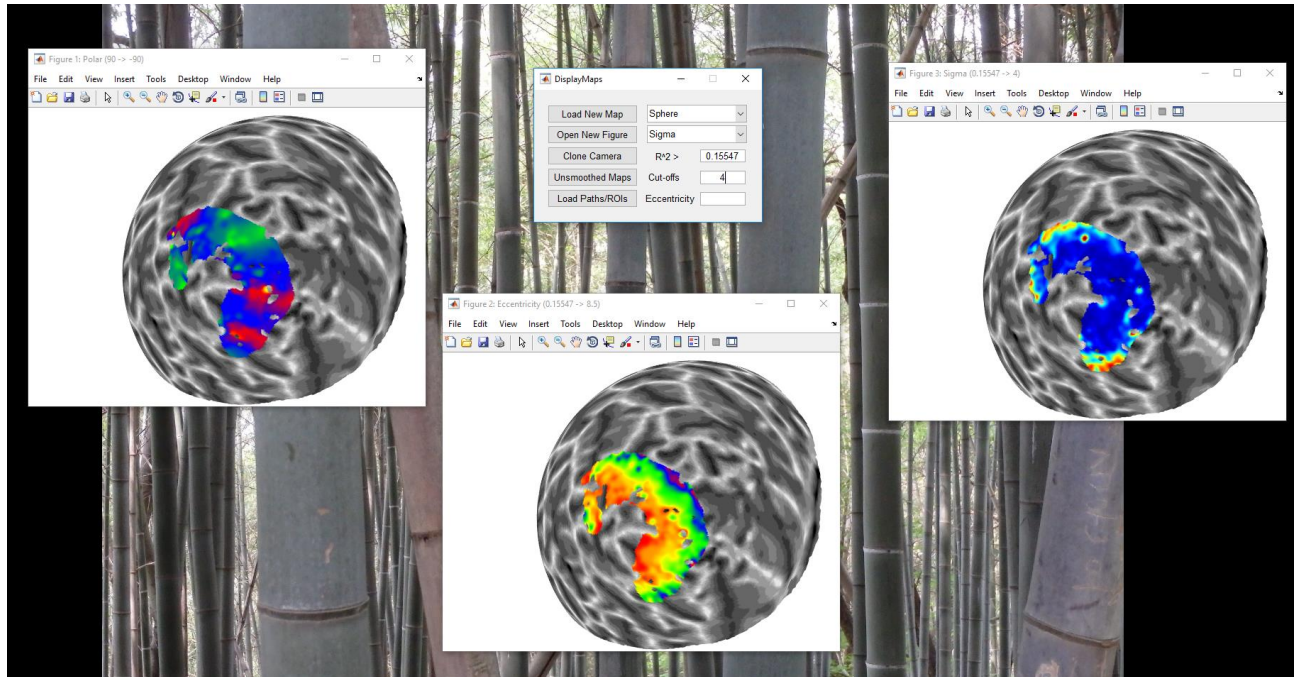 Figure 1: Polar (90 -> -90)
File Edit View Insert Tools Desktop Window Help
DisplayMaps
Load New Map Sphere
Open New Figure Sigma
Clone Camera R^2 > 0.15547
Unsmoothed Maps Cut-offs 4
Load Paths/ROIs Eccentricity
Figure 3: Sigma (0.15547 -> 4)
File Edit View Insert Tools Desktop Window Help
Figure 2: Eccentricity (0.15547 -> 8.5)
File Edit View Insert Tools Desktop Window Help